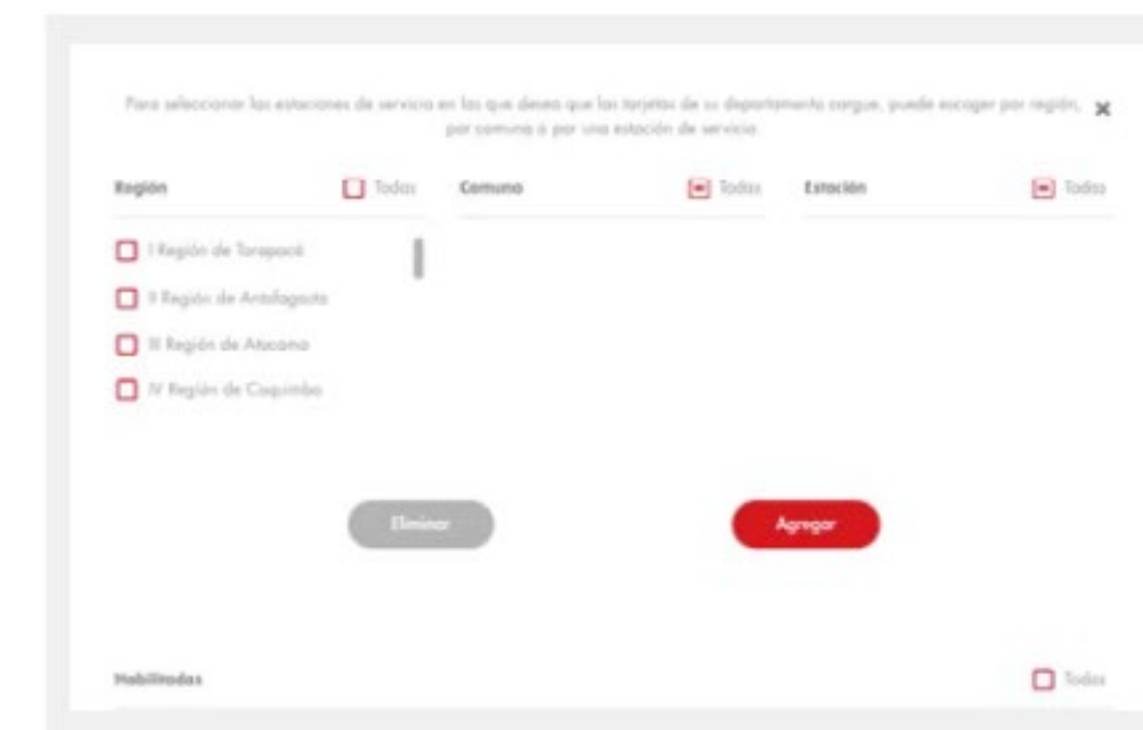 Para seleccionar las estaciones de servicio en las que desea que las tarjetas de su departamento cargue, puede escoger por región,
por comuna o por una estación de servicio.
Región Todas Comuna Todas Estación Todas
I Región de Tarapacá
II Región de Antofagasta
III Región de Atacama
IV Región de Coquimbo
Eliminar Agregar
Habilitadas Todas